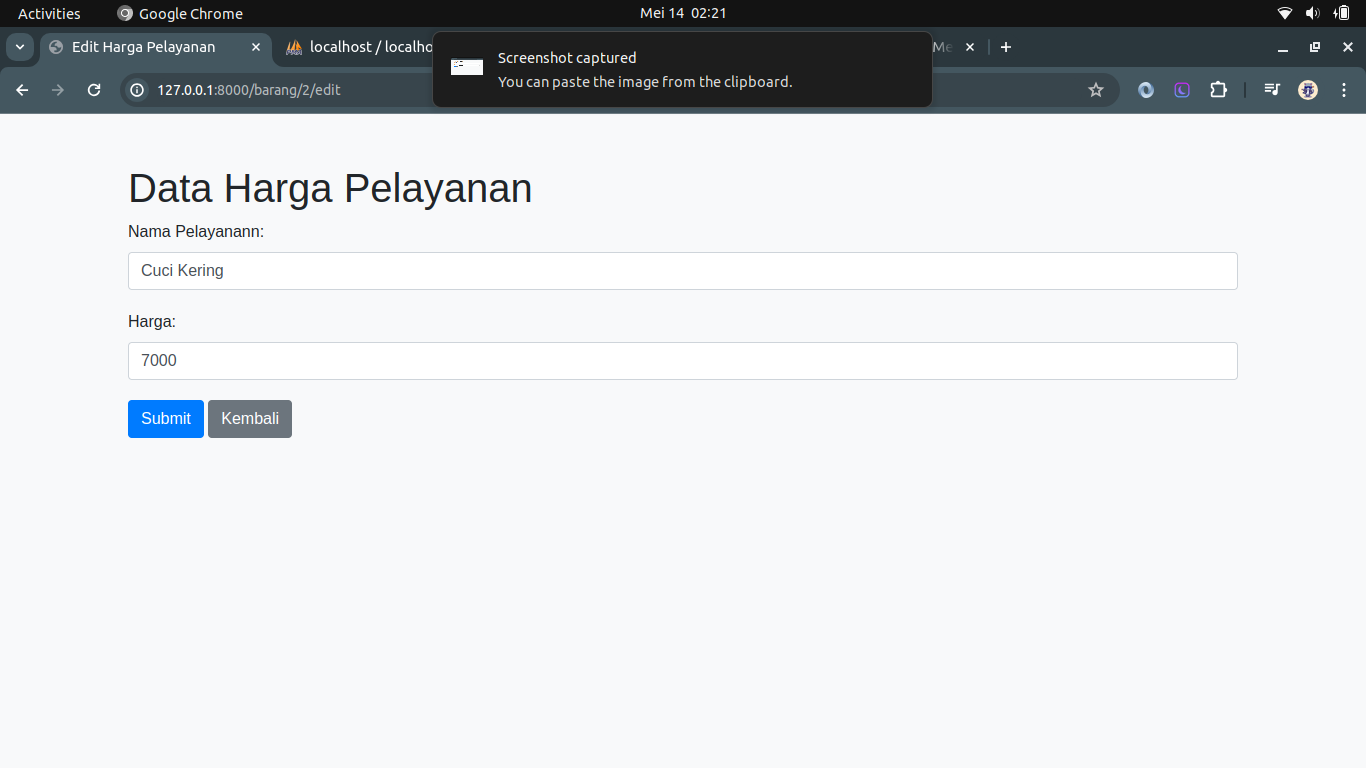 Activities Google Chrome Mei 14 02:21
Edit Harga Pelayanan localhost / localho Me
Screenshot captured
You can paste the image from the clipboard.
127.0.0.1:8000/barang/2/edit
Data Harga Pelayanan
Nama Pelayanann:
Cuci Kering
Harga:
7000
Submit Kembali